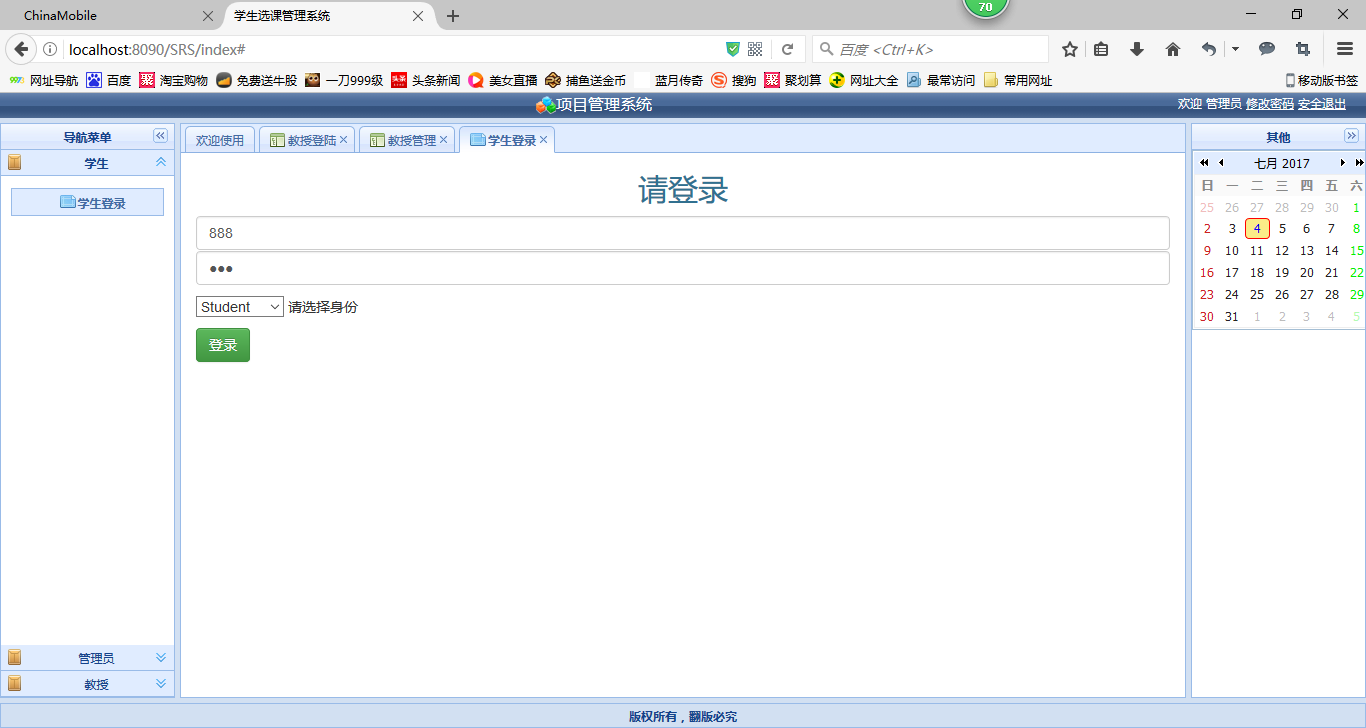 ChinaMobile
学生选课管理系统
70
localhost:8090/SRS/index#
百度 <Ctrl+K>
网址导航 百度 淘宝购物 免费送牛股 一刀999级 头条新闻 美女直播 捕鱼送金币 蓝月传奇 搜狗 聚划算 网址大全 最常访问 常用网址 移动版书签
项目管理系统
欢迎 管理员 修改密码 安全退出
导航菜单
学生
学生登录
管理员
教授
欢迎使用 教授登陆 教授管理 学生登录
请登录
888
●●●
Student 请选择身份
登录
其他
七月 2017
日 一 二 三 四 五 六
25 26 27 28 29 30 1
2 3 4 5 6 7 8
9 10 11 12 13 14 15
16 17 18 19 20 21 22
23 24 25 26 27 28 29
30 31 1 2 3 4 5
版权所有，翻版必究